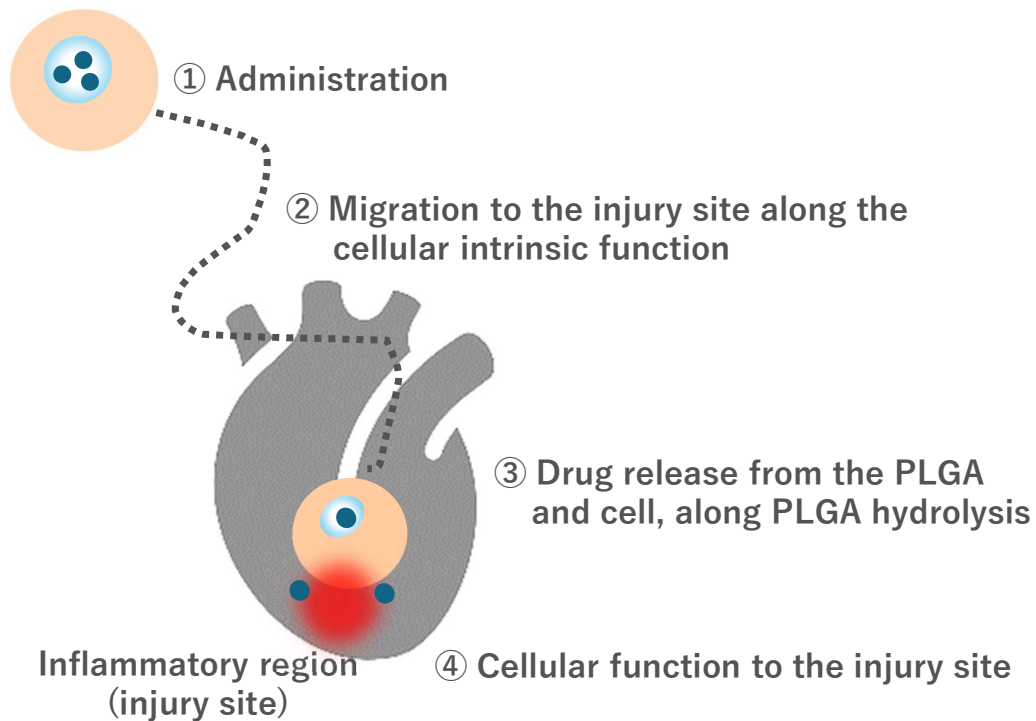 ① Administration
② Migration to the injury site along the
cellular intrinsic function
③ Drug release from the PLGA
and cell, along PLGA hydrolysis
Inflammatory region
(injury site)
④ Cellular function to the injury site